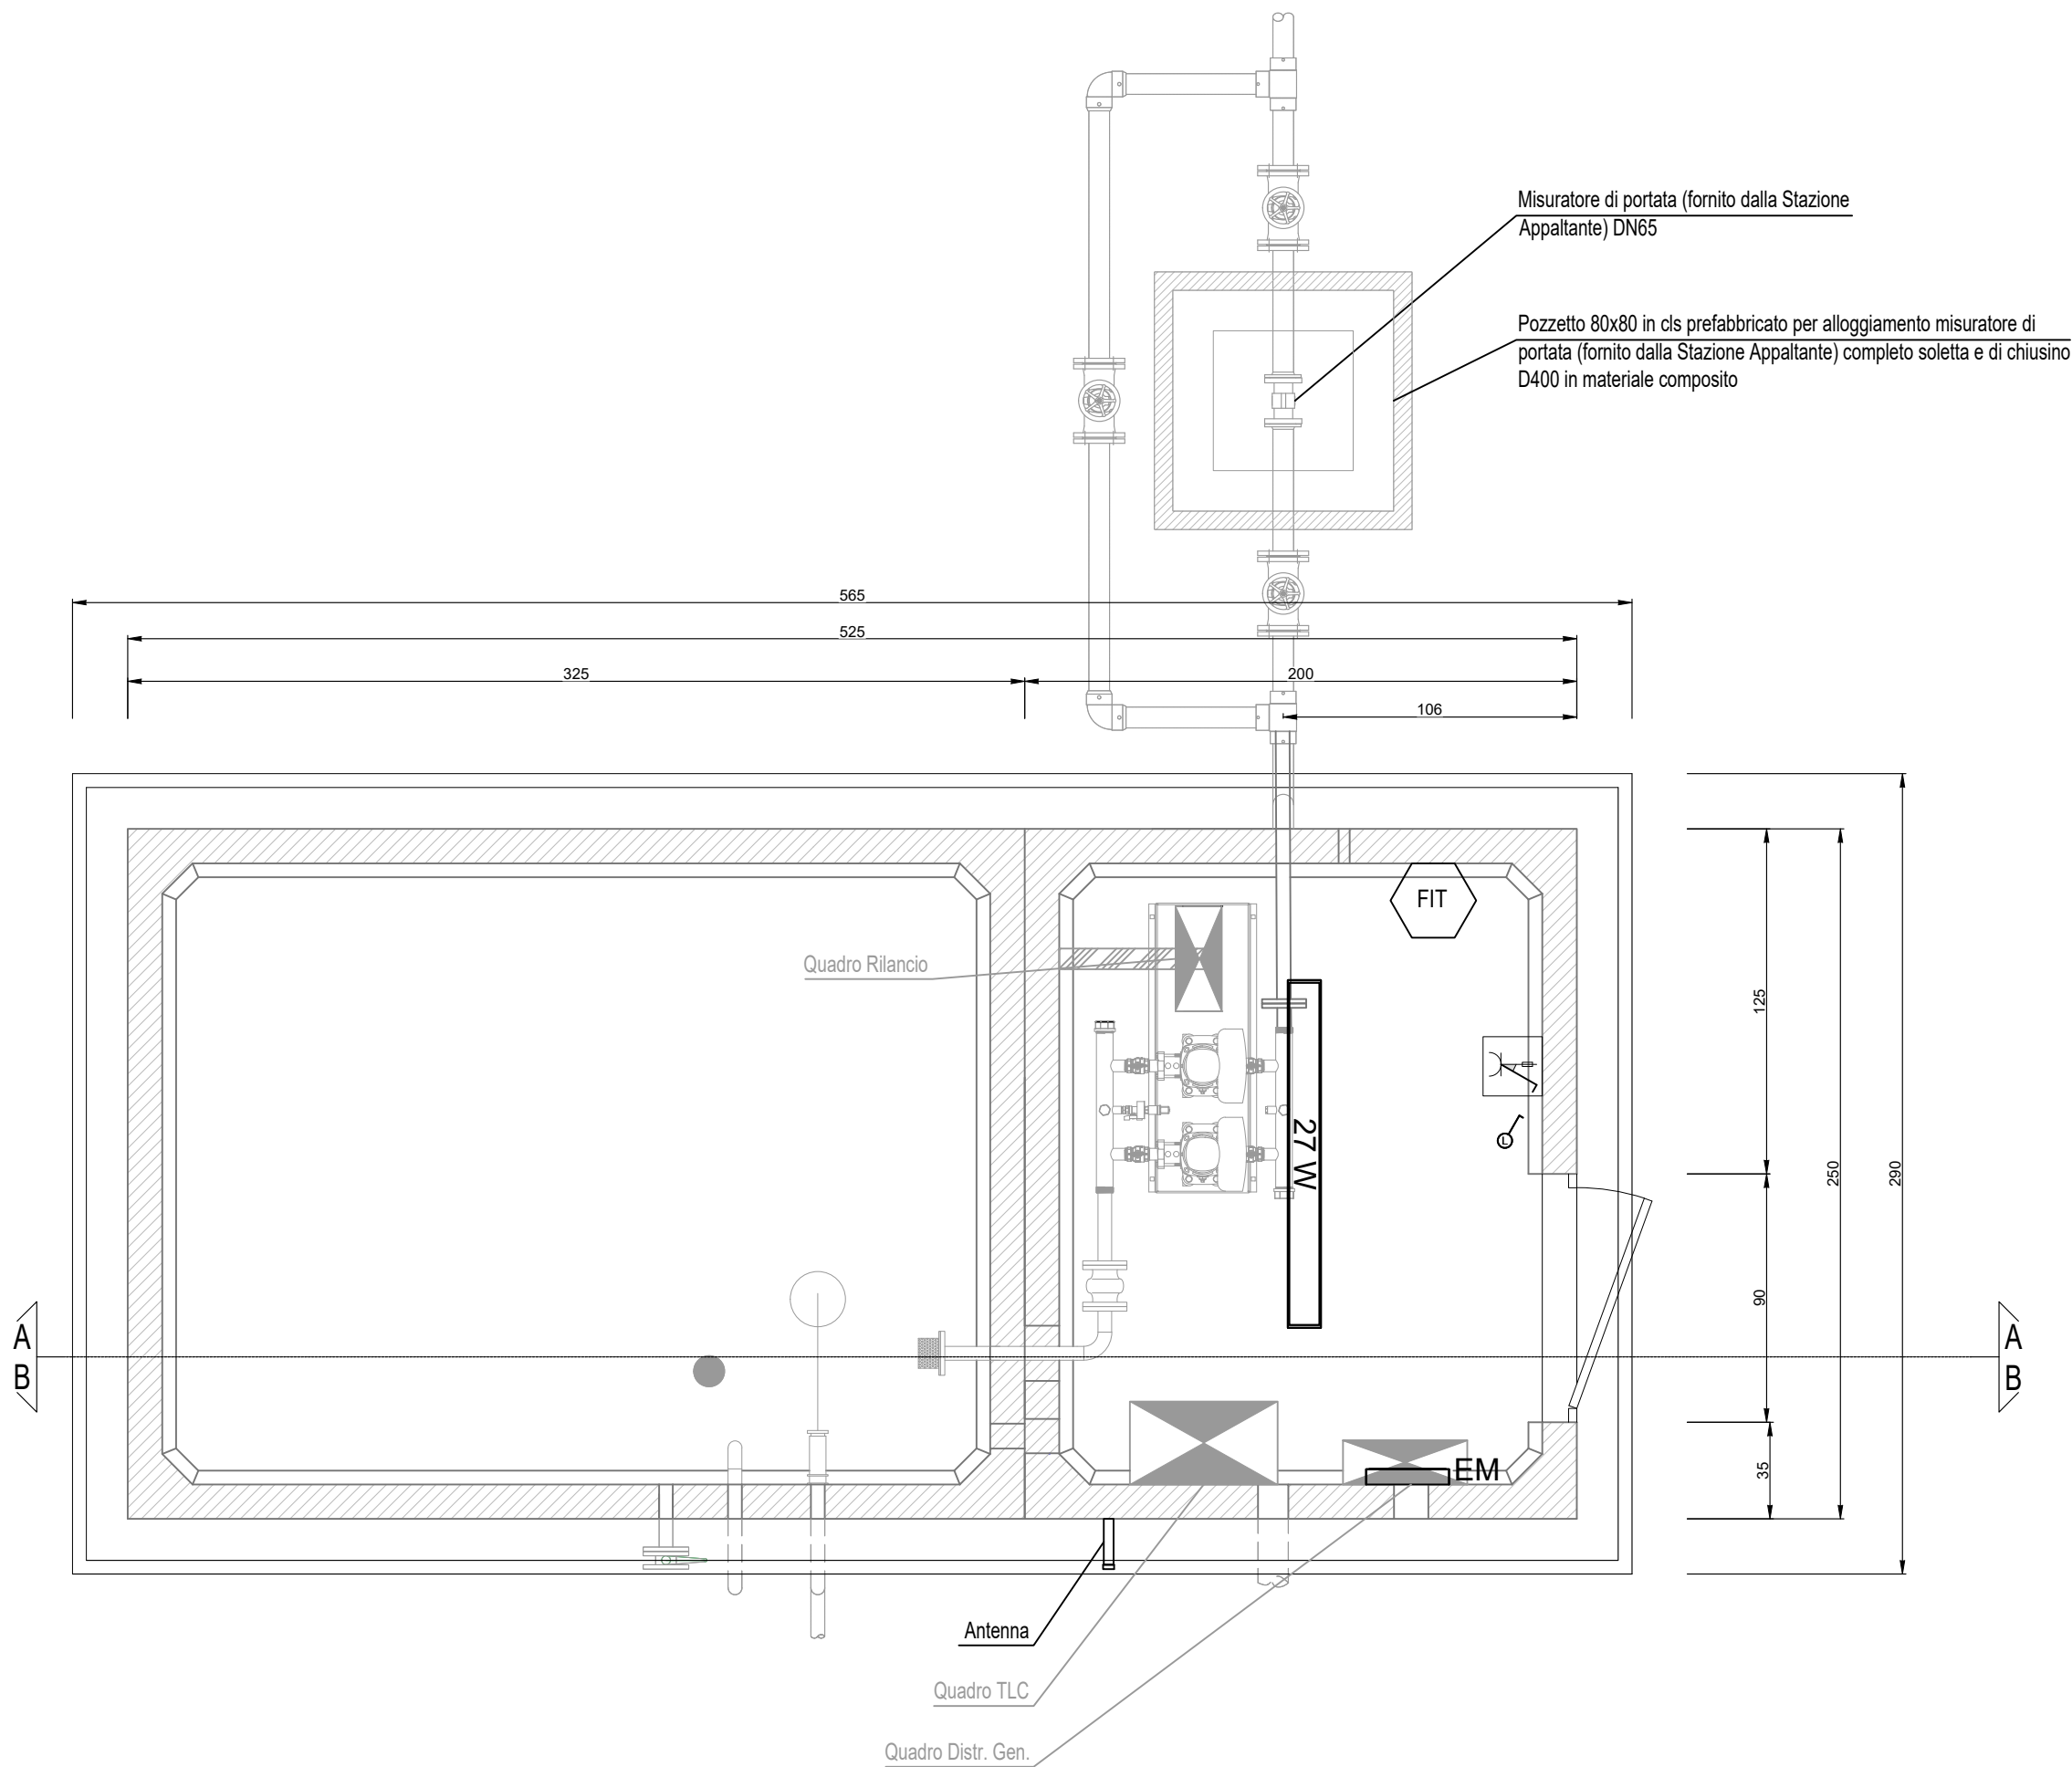 Misuratore di portata (fornito dalla Stazione
Appaltante) DN65
Pozzetto 80x80 in cls prefabbricato per alloggiamento misuratore di
portata (fornito dalla Stazione Appaltante) completo soletta e di chiusino
D400 in materiale composito
565
525
325
200
106
FIT
Quadro Rilancio
125
27 W
L
250
290
90
A
B
A
B
EM
35
Antenna
Quadro TLC
Quadro Distr. Gen.